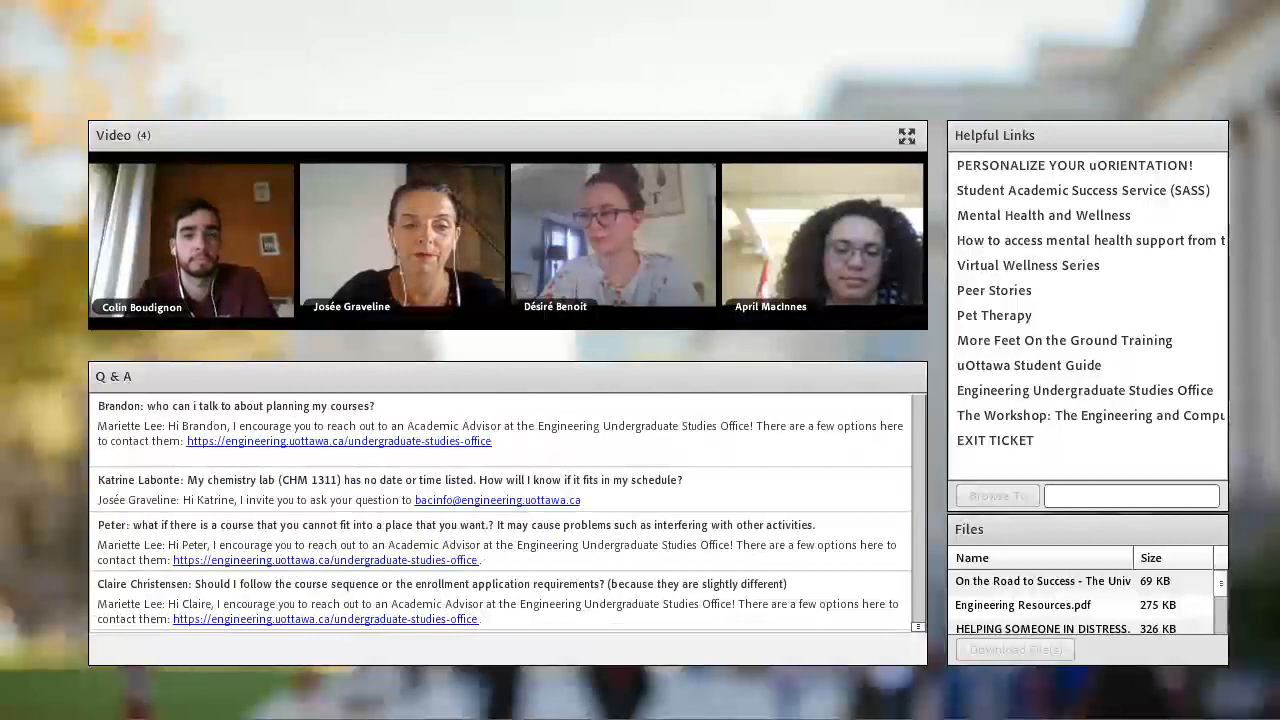 Video (4)
Colin Boudignon
Josée Graveline
Désiré Benoit
April MacInnes
Q & A
Brandon: who can i talk to about planning my courses?
Mariette Lee: Hi Brandon, I encourage you to reach out to an Academic Advisor at the Engineering Undergraduate Studies Office! There are a few options here
to contact them: https://engineering.uottawa.ca/undergraduate-studies-office
Katrine Labonte: My chemistry lab (CHM 1311) has no date or time listed. How will I know if it fits in my schedule?
Josée Graveline: Hi Katrine, I invite you to ask your question to bacinfo@engineering.uottawa.ca
Peter: what if there is a course that you cannot fit into a place that you want.? It may cause problems such as interfering with other activities.
Mariette Lee: Hi Peter, I encourage you to reach out to an Academic Advisor at the Engineering Undergraduate Studies Office! There are a few options here to
contact them: https://engineering.uottawa.ca/undergraduate-studies-office .
Claire Christensen: Should I follow the course sequence or the enrollment application requirements? (because they are slightly different)
Mariette Lee: Hi Claire, I encourage you to reach out to an Academic Advisor at the Engineering Undergraduate Studies Office! There are a few options here to
contact them: https://engineering.uottawa.ca/undergraduate-studies-office .
Helpful Links
PERSONALIZE YOUR uORIENTATION!
Student Academic Success Service (SASS)
Mental Health and Wellness
How to access mental health support from t
Virtual Wellness Series
Peer Stories
Pet Therapy
More Feet On the Ground Training
uOttawa Student Guide
Engineering Undergraduate Studies Office
The Workshop: The Engineering and Compu
EXIT TICKET
Browse To
Files
Name Size
On the Road to Success - The Univ 69 KB
Engineering Resources.pdf 275 KB
HELPING SOMEONE IN DISTRESS. 326 KB
Download File(s)